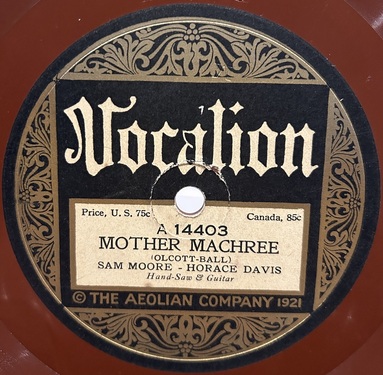 Vocalion
Price, U. S. 75c Canada, 85c
A 14403
MOTHER MACHREE
(OLCOTT-BALL)
SAM MOORE - HORACE DAVIS
Hand-Saw & Guitar
© THE AEOLIAN COMPANY 1921